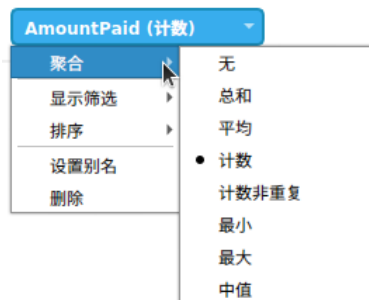 AmountPaid (计数)
聚合
显示筛选
排序
设置别名
删除
无
总和
平均
计数
计数非重复
最小
最大
中值